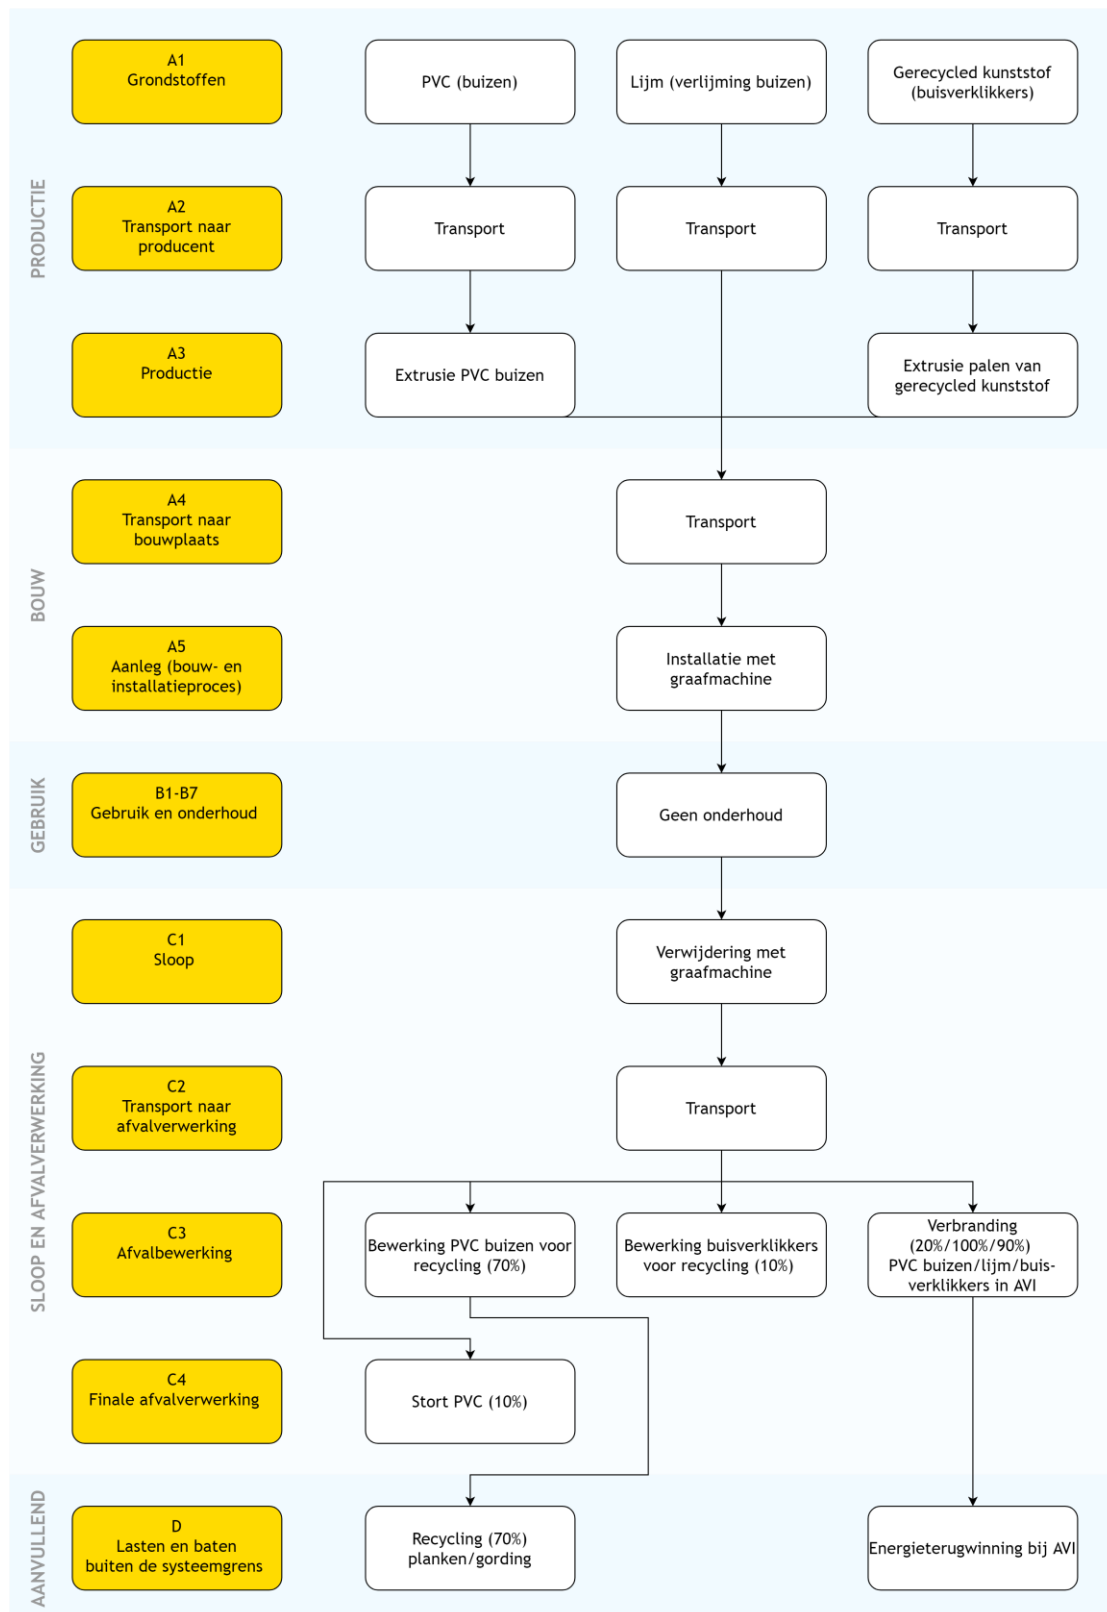 PRODUCTIE
A1
Grondstoffen
PVC (buizen)
Lijm (verlijming buizen)
Gerecycled kunststof
(buisverklikkers)
A2
Transport naar
producent
Transport
Transport
Transport
A3
Productie
Extrusie PVC buizen
Extrusie palen van
gerecycled kunststof
BOUW
A4
Transport naar
bouwplaats
Transport
A5
Aanleg (bouw- en
installatieproces)
Installatie met
graafmachine
GEBRUIK
B1-B7
Gebruik en onderhoud
Geen onderhoud
SLOOP EN AFVALVERWERKING
C1
Sloop
Verwijdering met
graafmachine
C2
Transport naar
afvalverwerking
Transport
C3
Afvalbewerking
Bewerking PVC buizen voor
recycling (70%)
Bewerking buisverklikkers
voor recycling (10%)
Verbranding
(20%/100%/90%)
PVC buizen/lijm/buis-
verklikkers in AVI
C4
Finale afvalverwerking
Stort PVC (10%)
AANVULLEND
D
Lasten en baten
buiten de systeemgrens
Recycling (70%)
planken/gording
Energieterugwinning bij AVI